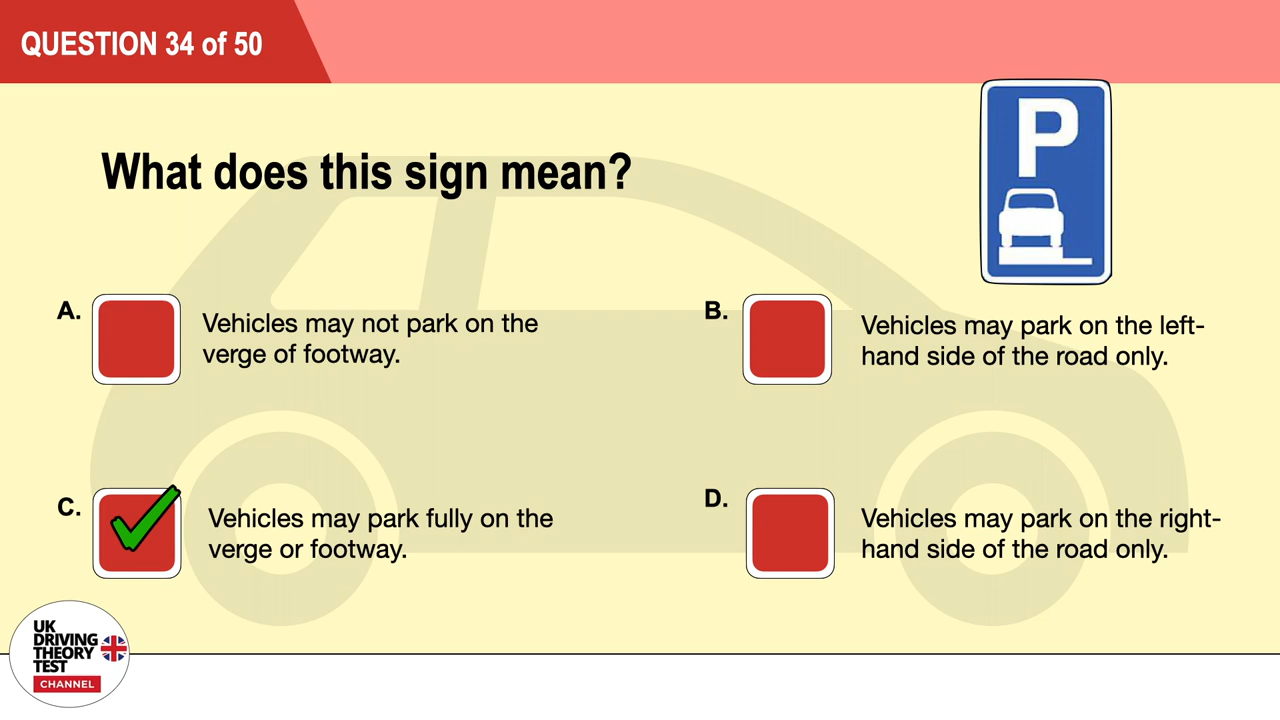 QUESTION 34 of 50
P
What does this sign mean?
A.
Vehicles may not park on the
verge of footway.
B.
Vehicles may park on the left-
hand side of the road only.
C.
Vehicles may park fully on the
verge or footway.
D.
Vehicles may park on the right-
hand side of the road only.
UK
DRIVING
THEORY
TEST
CHANNEL